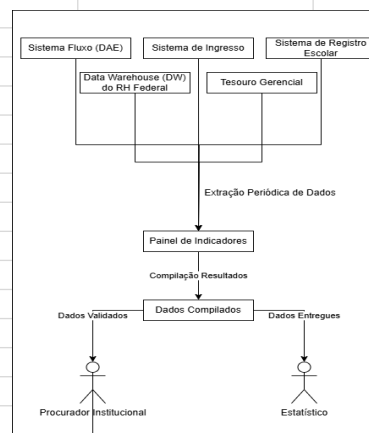 Sistema Fluxo (DAE)
Sistema de Ingresso
Sistema de Registro
Escolar
Data Warehouse (DW)
do RH Federal
Tesouro Gerencial
Extração Periódica de Dados
Painel de Indicadores
Compilação Resultados
Dados Compilados
Dados Validados
Dados Entregues
Procurador Institucional
Estatístico